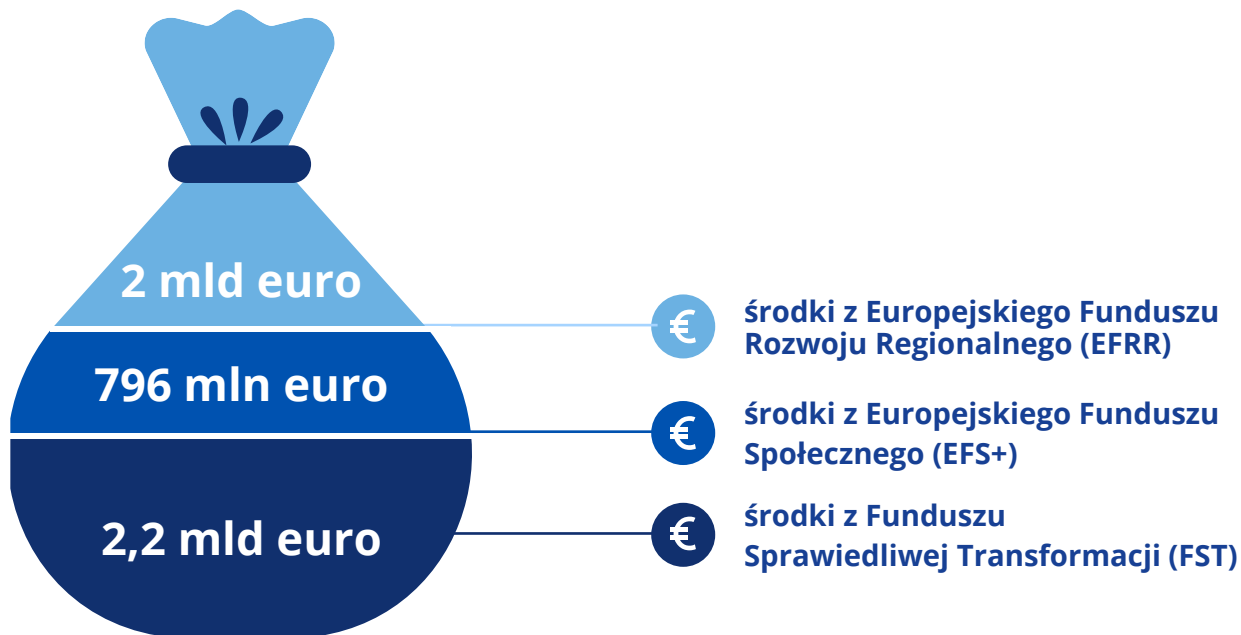 2 mld euro
€ środki z Europejskiego Funduszu
Rozwoju Regionalnego (EFRR)
796 mln euro
€ środki z Europejskiego Funduszu
Społecznego (EFS+)
2,2 mld euro
€ środki z Funduszu
Sprawiedliwej Transformacji (FST)